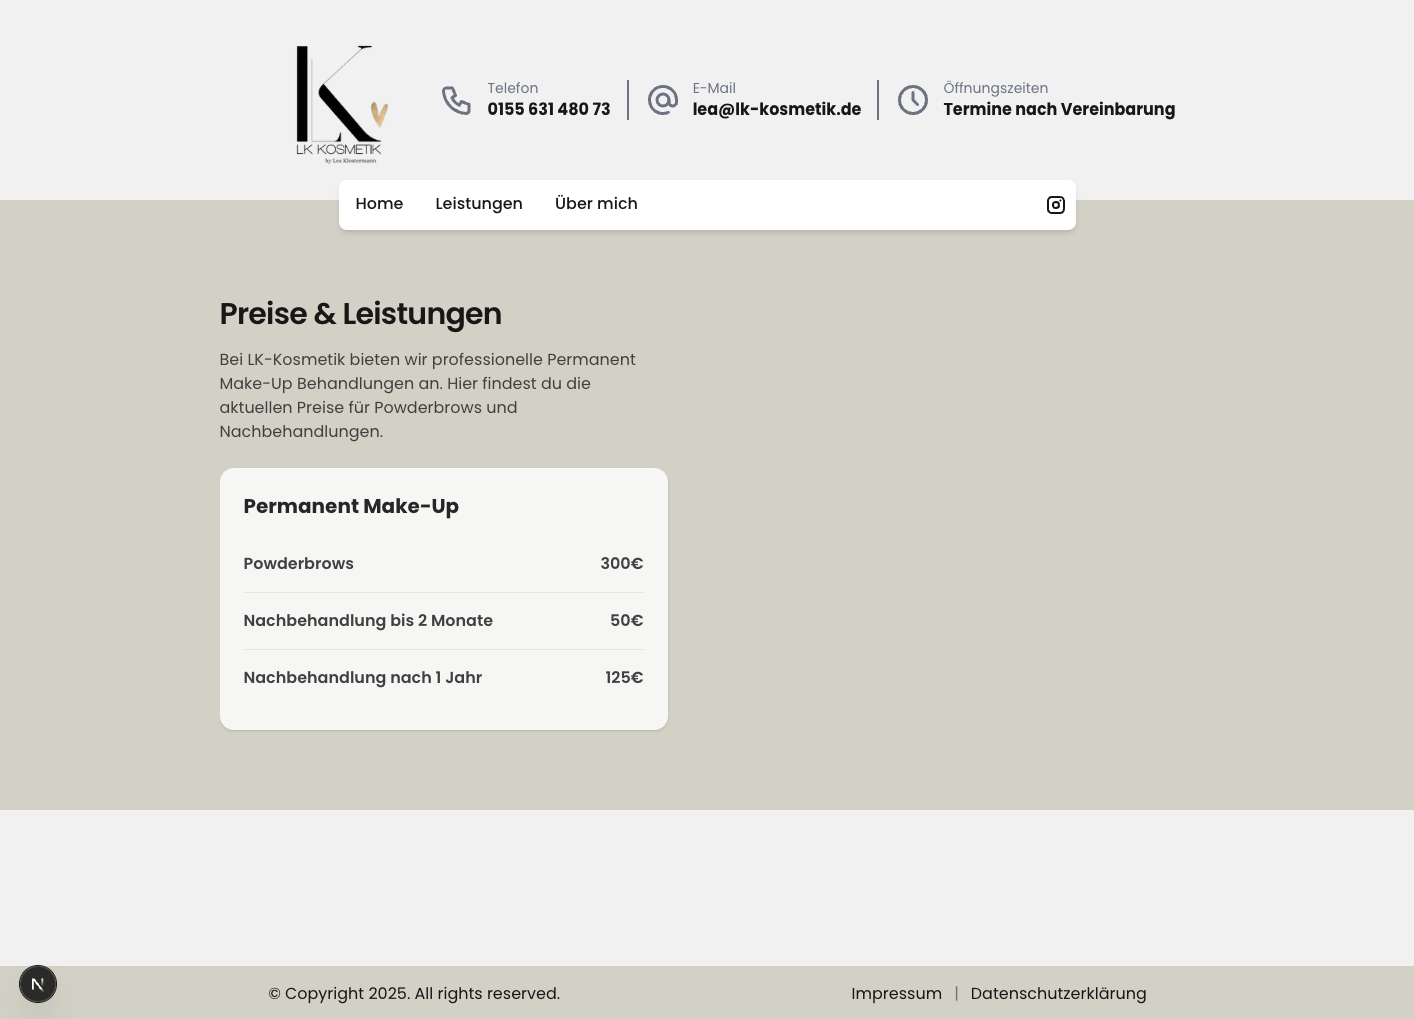 K
LK KOSMETIK
by Lea Klostermann
Telefon
0155 631 480 73
E-Mail
lea@lk-kosmetik.de
Öffnungszeiten
Termine nach Vereinbarung
Home
Leistungen
Über mich
Preise & Leistungen
Bei LK-Kosmetik bieten wir professionelle Permanent
Make-Up Behandlungen an. Hier findest du die
aktuellen Preise für Powderbrows und
Nachbehandlungen.
Permanent Make-Up
Powderbrows 300€
Nachbehandlung bis 2 Monate 50€
Nachbehandlung nach 1 Jahr 125€
N
© Copyright 2025. All rights reserved.
Impressum | Datenschutzerklärung